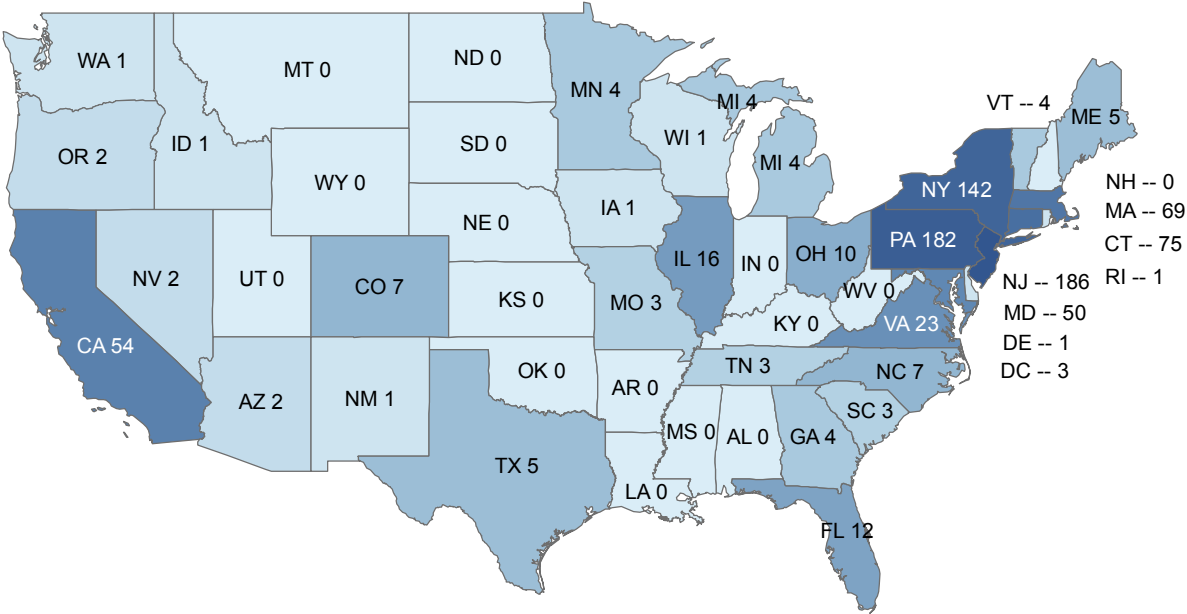 WA 1
MT 0
ND 0
MN 4
MI 4
VT -- 4
ME 5
OR 2
ID 1
SD 0
WI 1
MI 4
WY 0
NY 142
NH -- 0
MA -- 69
NE 0
IA 1
PA 182
CT -- 75
NV 2
UT 0
CO 7
IL 16
IN 0
OH 10
RI -- 1
NJ -- 186
KS 0
MO 3
WV 0
MD -- 50
KY 0
VA 23
CA 54
DE -- 1
OK 0
TN 3
NC 7
DC -- 3
AZ 2
NM 1
AR 0
SC 3
MS 0
AL 0
GA 4
TX 5
LA 0
FL 12